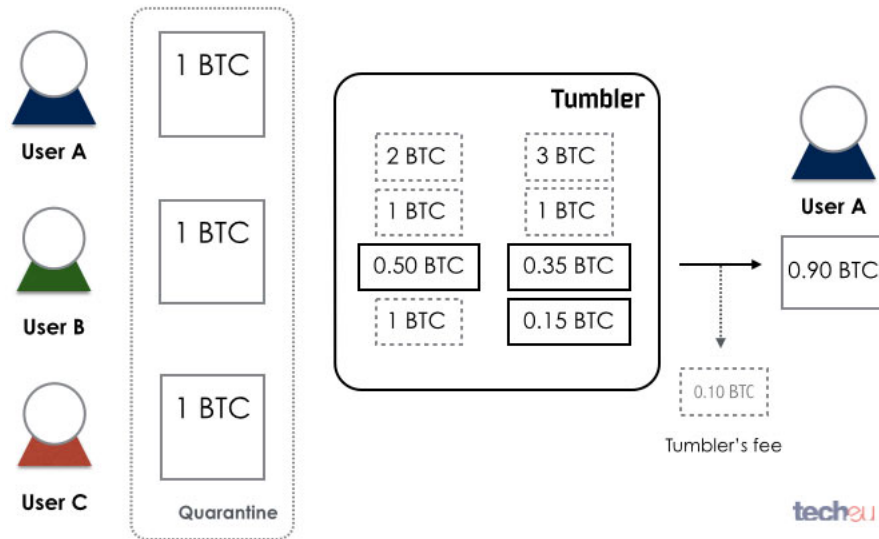 1 BTC
User A
1 BTC
User B
1 BTC
User C
Quarantine
Tumbler
2 BTC
3 BTC
1 BTC
1 BTC
0.50 BTC
0.35 BTC
1 BTC
0.15 BTC
User A
0.90 BTC
0.10 BTC
Tumbler's fee
techeu